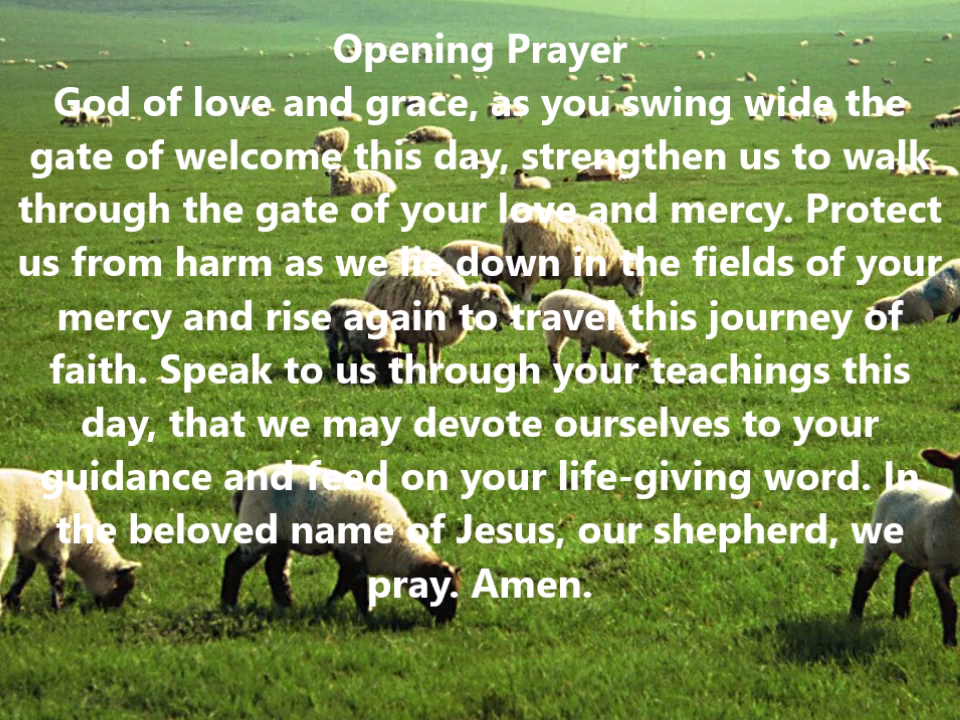 Opening Prayer
God of love and grace, as you swing wide the
gate of welcome this day, strengthen us to walk
through the gate of your love and mercy. Protect
us from harm as we lie down in the fields of your
mercy and rise again to travel this journey of
faith. Speak to us through your teachings this
day, that we may devote ourselves to your
guidance and feed on your life-giving word. In
the beloved name of Jesus, our shepherd, we
pray. Amen.